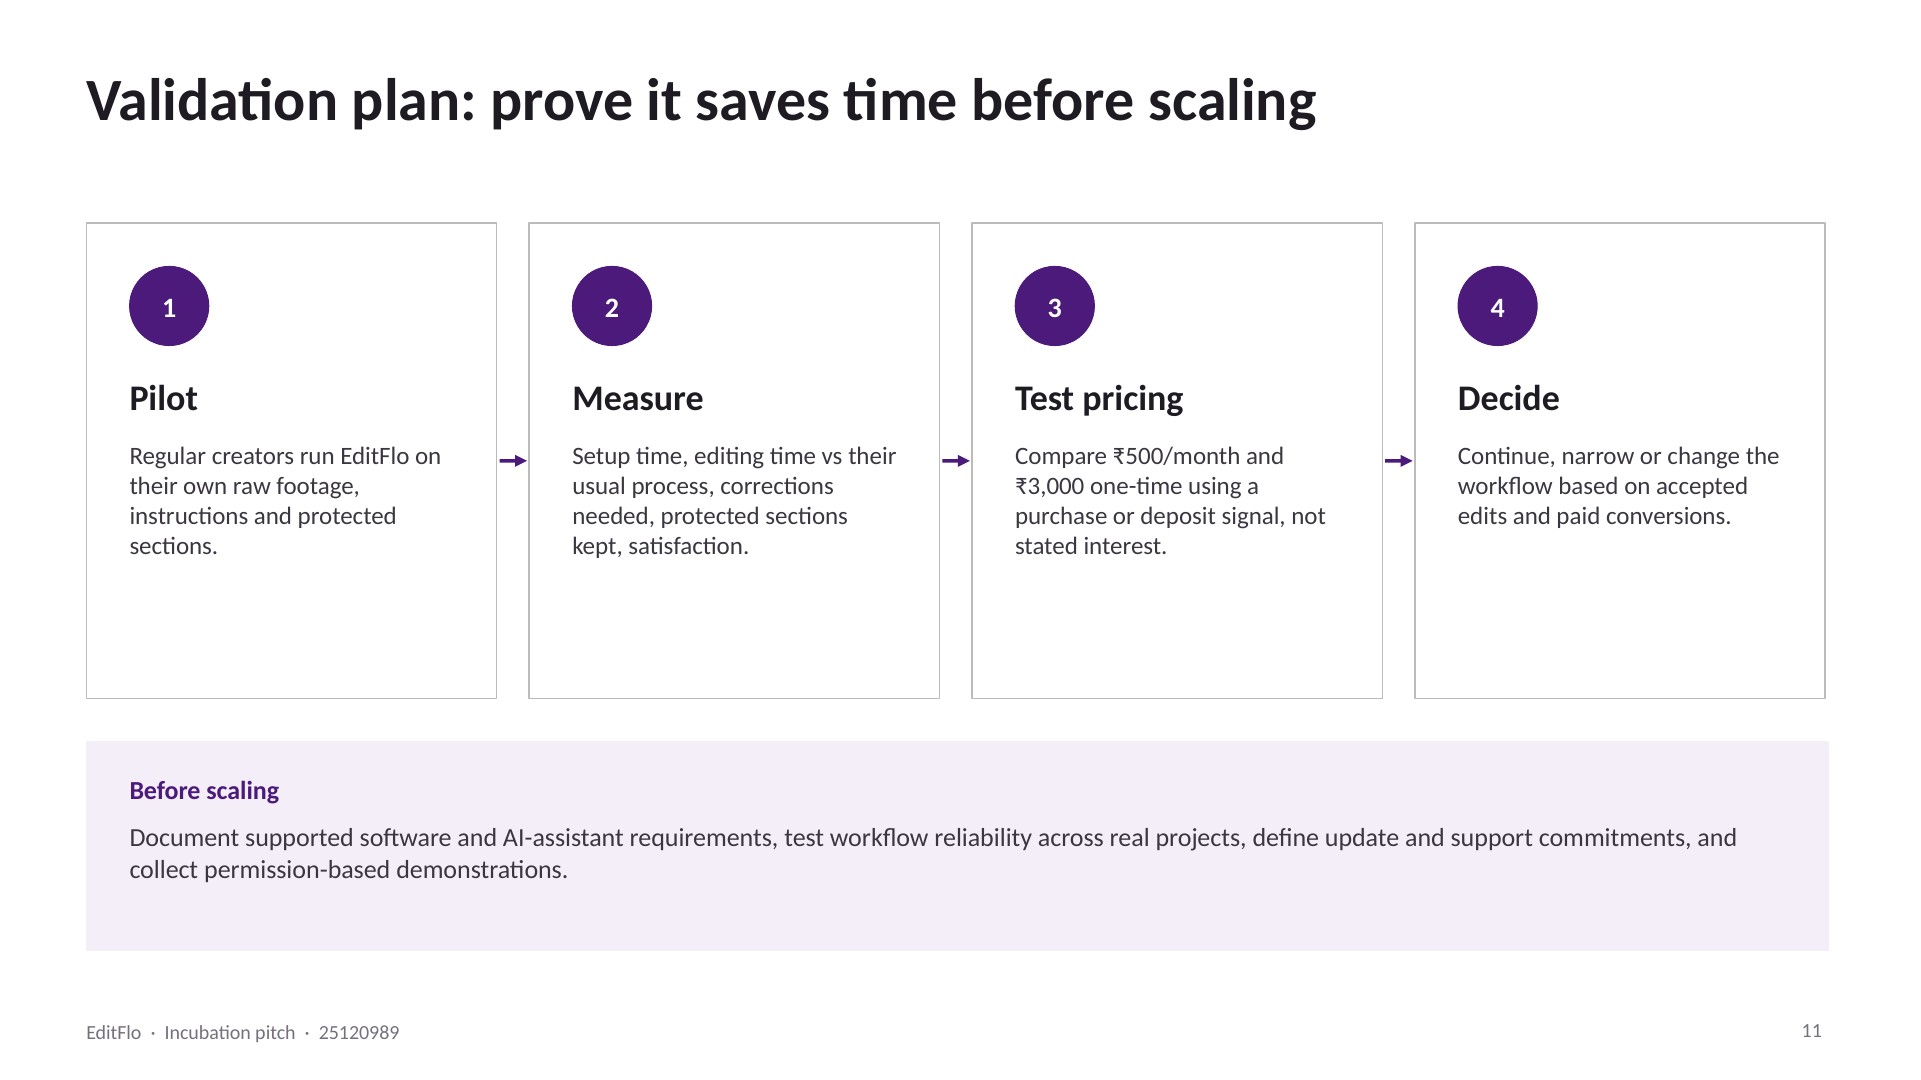 Validation plan: prove it saves time before scaling
1
Pilot
Regular creators run EditFlo on
their own raw footage,
instructions and protected
sections.
2
Measure
Setup time, editing time vs their
usual process, corrections
needed, protected sections
kept, satisfaction.
3
Test pricing
Compare ₹500/month and
₹3,000 one-time using a
purchase or deposit signal, not
stated interest.
4
Decide
Continue, narrow or change the
workflow based on accepted
edits and paid conversions.
Before scaling
Document supported software and AI-assistant requirements, test workflow reliability across real projects, define update and support commitments, and
collect permission-based demonstrations.
EditFlo · Incubation pitch · 25120989
11